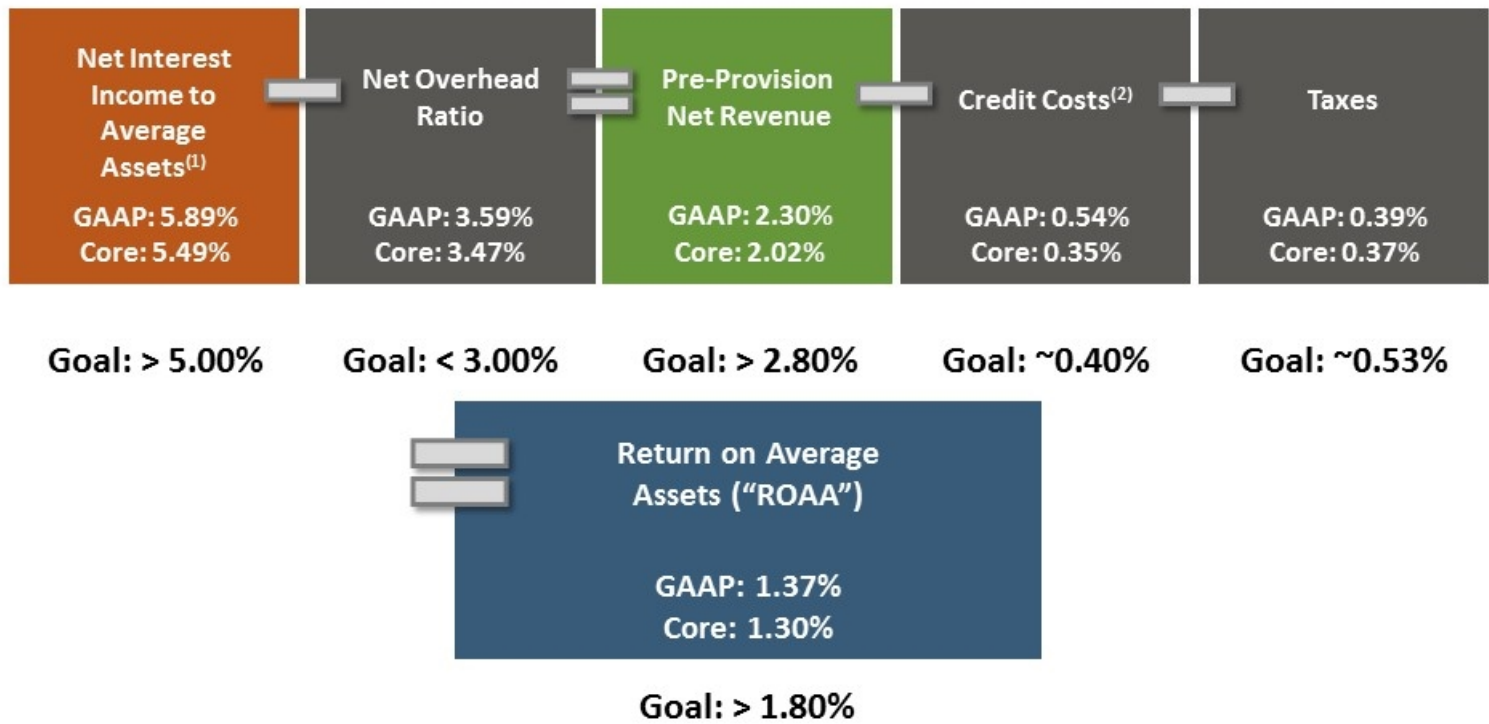 Net Interest
Income to
Average
Assets(1)
GAAP: 5.89%
Core: 5.49%
Net Overhead
Ratio
GAAP: 3.59%
Core: 3.47%
Pre-Provision
Net Revenue
GAAP: 2.30%
Core: 2.02%
Credit Costs(2)
GAAP: 0.54%
Core: 0.35%
Taxes
GAAP: 0.39%
Core: 0.37%
Goal: > 5.00%
Goal: < 3.00%
Goal: > 2.80%
Goal: ~0.40%
Goal: ~0.53%
Return on Average
Assets (“ROAA”)
GAAP: 1.37%
Core: 1.30%
Goal: > 1.80%